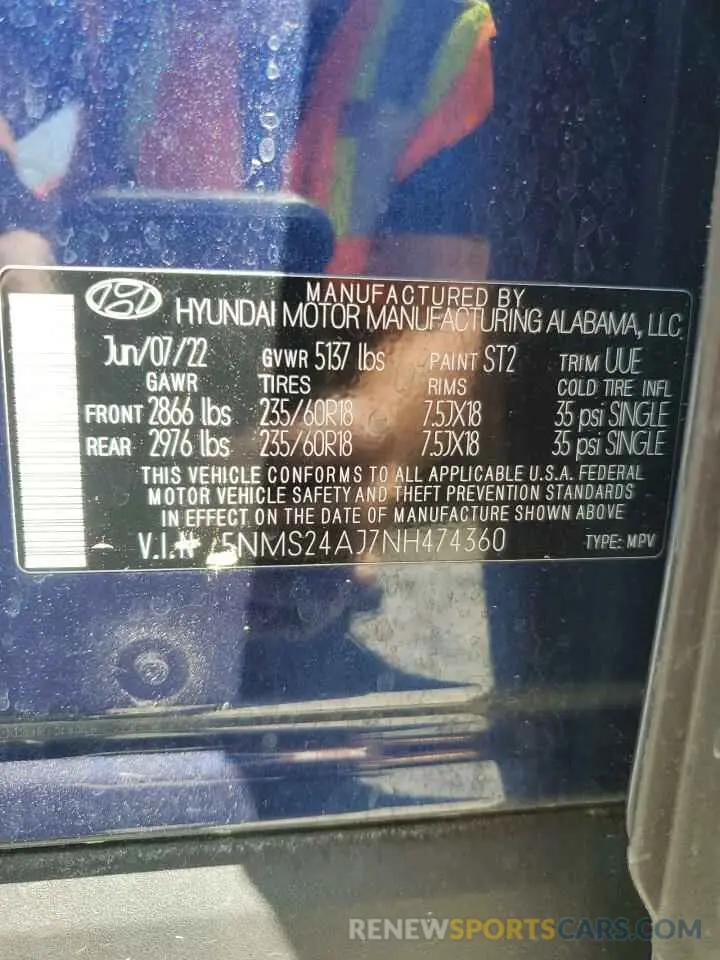 MANUFACTURED BY
HYUNDAI MOTOR MANUFACTURING ALABAMA, LLC.
Jun/07/22 GVWR 5137 lbs PAINT ST2 TRIM UUE
GAWR TIRES RIMS COLD TIRE INFL
FRONT 2866 lbs 235/60R18 7.5JX18 35 psi SINGLE
REAR 2976 lbs 235/60R18 7.5JX18 35 psi SINGLE
THIS VEHICLE CONFORMS TO ALL APPLICABLE U.S.A. FEDERAL
MOTOR VEHICLE SAFETY AND THEFT PREVENTION STANDARDS
IN EFFECT ON THE DATE OF MANUFACTURE SHOWN ABOVE
V.I.N 5NMS24AJ7NH474360 TYPE: MPV
RENEWSPORTSCARS.COM